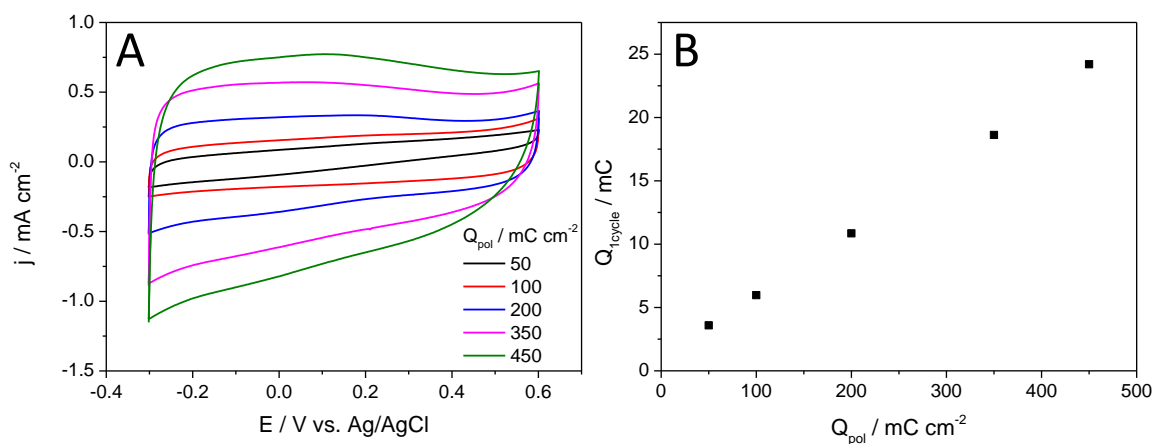 A
1.0
0.5
0.0
-0.5
-1.0
-1.5
j / mA cm-2
-0.4 -0.2 0.0 0.2 0.4 0.6
E / V vs. Ag/AgCl
Qpol / mC cm-2
50
100
200
350
450
B
25
20
15
10
5
0
Q1cycle / mC
0 100 200 300 400 500
Qpol / mC cm-2